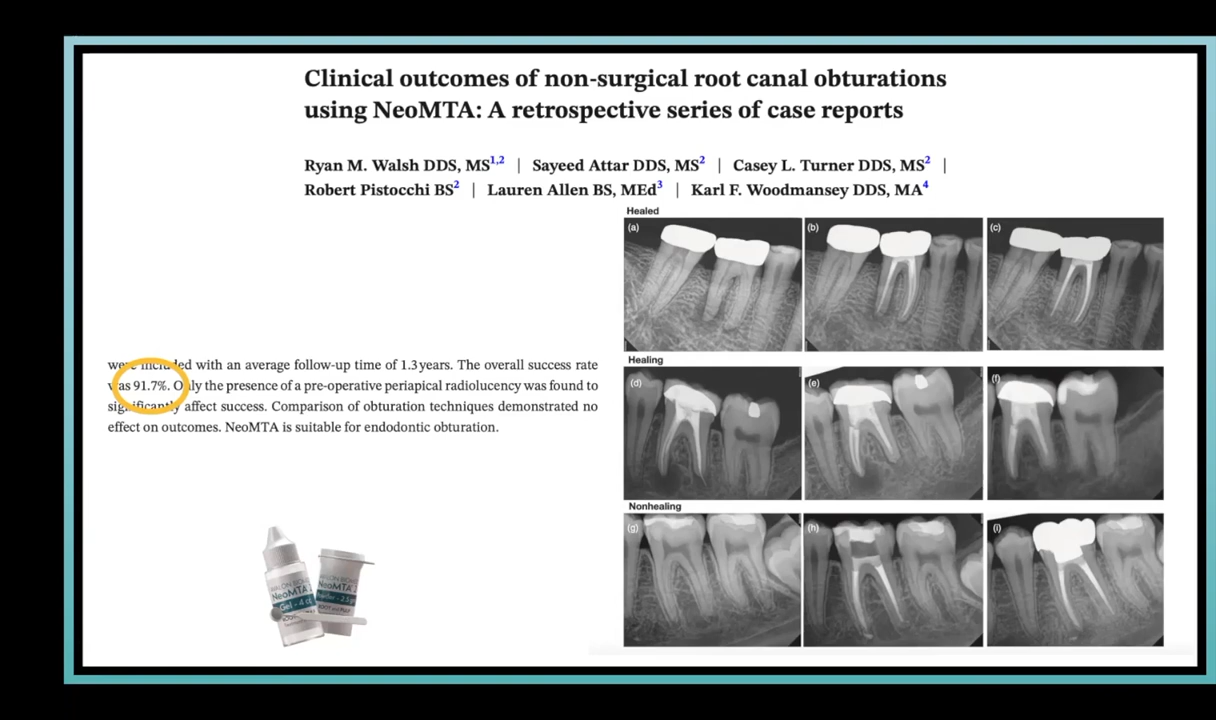 Clinical outcomes of non-surgical root canal obturations
using NeoMTA: A retrospective series of case reports
Ryan M. Walsh DDS, MS1,2 | Sayeed Attar DDS, MS2 | Casey L. Turner DDS, MS2 |
Robert Pistocchi BS2 | Lauren Allen BS, MEd3 | Karl F. Woodmansey DDS, MA4
Healed
(a)
(b)
(c)
were included with an average follow-up time of 1.3 years. The overall success rate
was 91.7%. Only the presence of a pre-operative periapical radiolucency was found to
significantly affect success. Comparison of obturation techniques demonstrated no
effect on outcomes. NeoMTA is suitable for endodontic obturation.
Healing
(d)
(e)
(f)
Nonhealing
(g)
(h)
(i)
NeoMTA
Gel - 4
NeoMTA